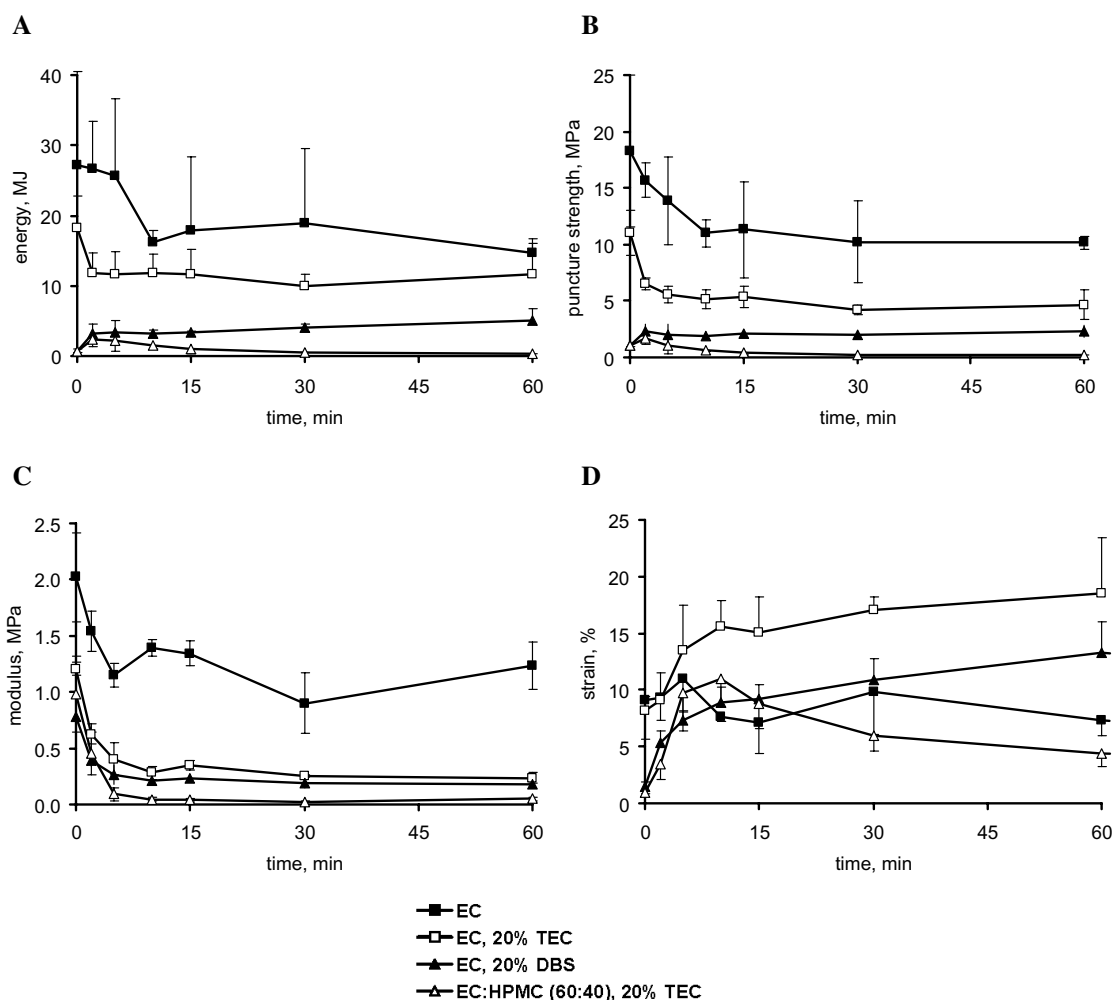 A
B
energy, MJ
40
30
20
10
0
0 15 30 45 60
time, min
puncture strength, MPa
25
20
15
10
5
0
0 15 30 45 60
time, min
C
D
modulus, MPa
2.5
2.0
1.5
1.0
0.5
0.0
0 15 30 45 60
time, min
strain, %
25
20
15
10
5
0
0 15 30 45 60
time, min
EC
EC, 20% TEC
EC, 20% DBS
EC:HPMC (60:40), 20% TEC